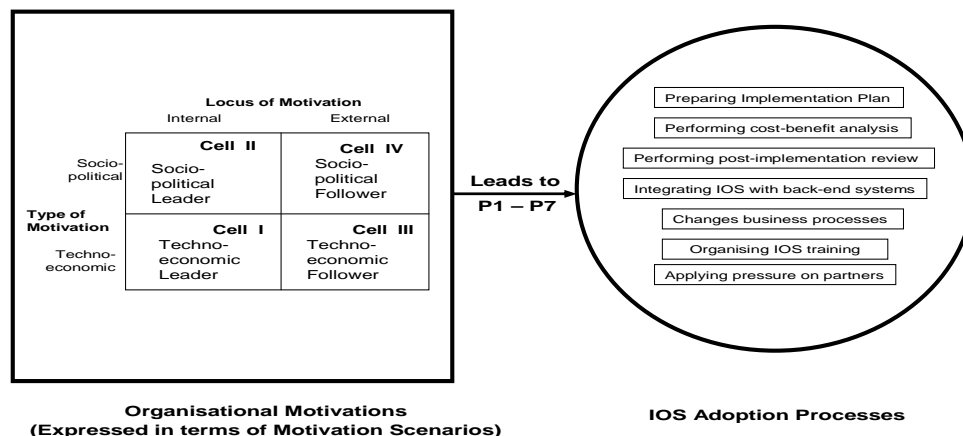 Locus of Motivation
Internal External
Cell II
Socio-
political
Leader
Cell IV
Socio-
political
Follower
Socio-
political
Type of
Motivation
Techno-
economic
Cell I
Techno-
economic
Leader
Cell III
Techno-
economic
Follower
Leads to
P1 – P7
Preparing Implementation Plan
Performing cost-benefit analysis
Performing post-implementation review
Integrating IOS with back-end systems
Changes business processes
Organising IOS training
Applying pressure on partners
Organisational Motivations
(Expressed in terms of Motivation Scenarios)
IOS Adoption Processes